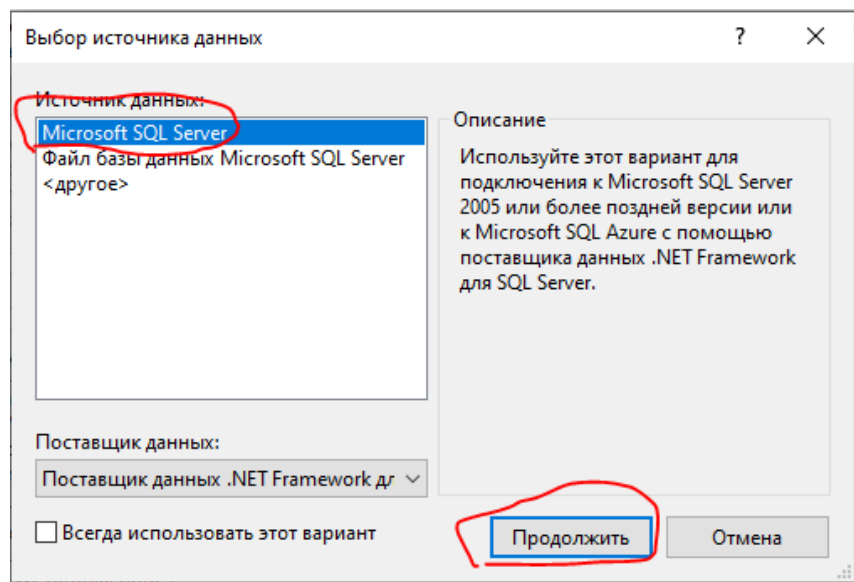 Выбор источника данных
?
Источник данных:
Microsoft SQL Server
Файл базы данных Microsoft SQL Server
<другое>
Описание
Используйте этот вариант для
подключения к Microsoft SQL Server
2005 или более поздней версии или
к Microsoft SQL Azure с помощью
поставщика данных .NET Framework
для SQL Server.
Поставщик данных:
Поставщик данных .NET Framework дл
Всегда использовать этот вариант
Продолжить
Отмена